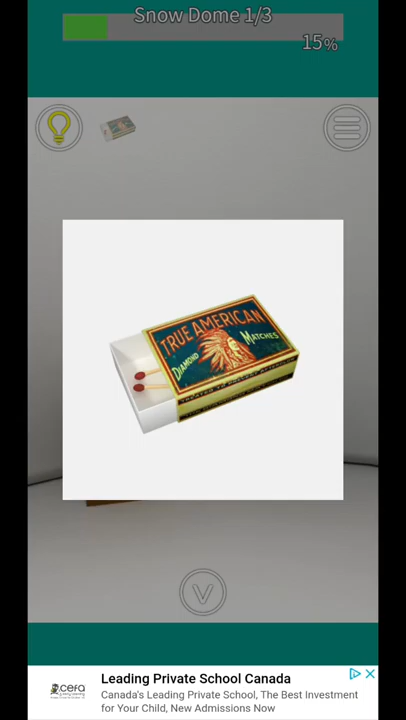 Snow Dome 1/3
15%
TRUE AMERICAN
DIAMOND
MATCHES
V
Leading Private School Canada
cefa
Canada's Leading Private School, The Best Investment
for Your Child, New Admissions Now